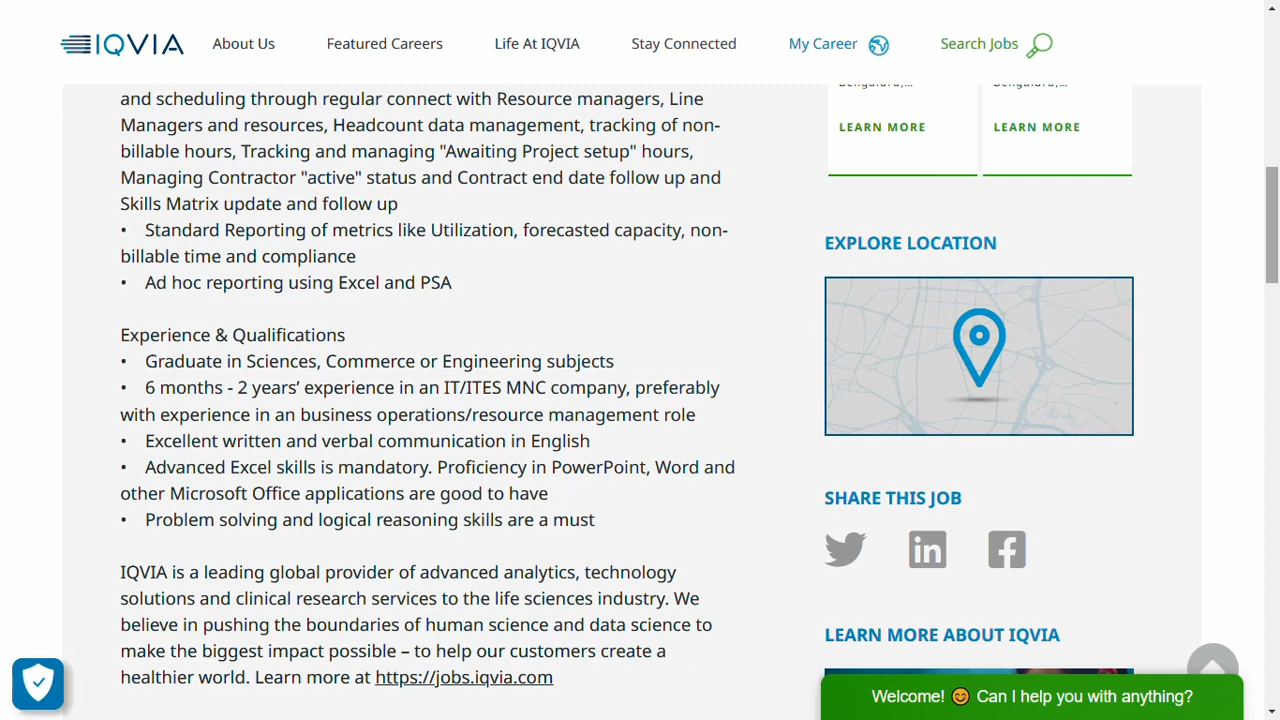 IQVIA
About Us
Featured Careers
Life At IQVIA
Stay Connected
My Career
Search Jobs
and scheduling through regular connect with Resource managers, Line
Managers and resources, Headcount data management, tracking of non-
billable hours, Tracking and managing "Awaiting Project setup" hours,
Managing Contractor "active" status and Contract end date follow up and
Skills Matrix update and follow up
• Standard Reporting of metrics like Utilization, forecasted capacity, non-
billable time and compliance
• Ad hoc reporting using Excel and PSA
Experience & Qualifications
• Graduate in Sciences, Commerce or Engineering subjects
• 6 months - 2 years’ experience in an IT/ITES MNC company, preferably
with experience in an business operations/resource management role
• Excellent written and verbal communication in English
• Advanced Excel skills is mandatory. Proficiency in PowerPoint, Word and
other Microsoft Office applications are good to have
• Problem solving and logical reasoning skills are a must
IQVIA is a leading global provider of advanced analytics, technology
solutions and clinical research services to the life sciences industry. We
believe in pushing the boundaries of human science and data science to
make the biggest impact possible – to help our customers create a
healthier world. Learn more at https://jobs.iqvia.com
LEARN MORE
LEARN MORE
EXPLORE LOCATION
SHARE THIS JOB
in
LEARN MORE ABOUT IQVIA
Welcome! 😊 Can I help you with anything?